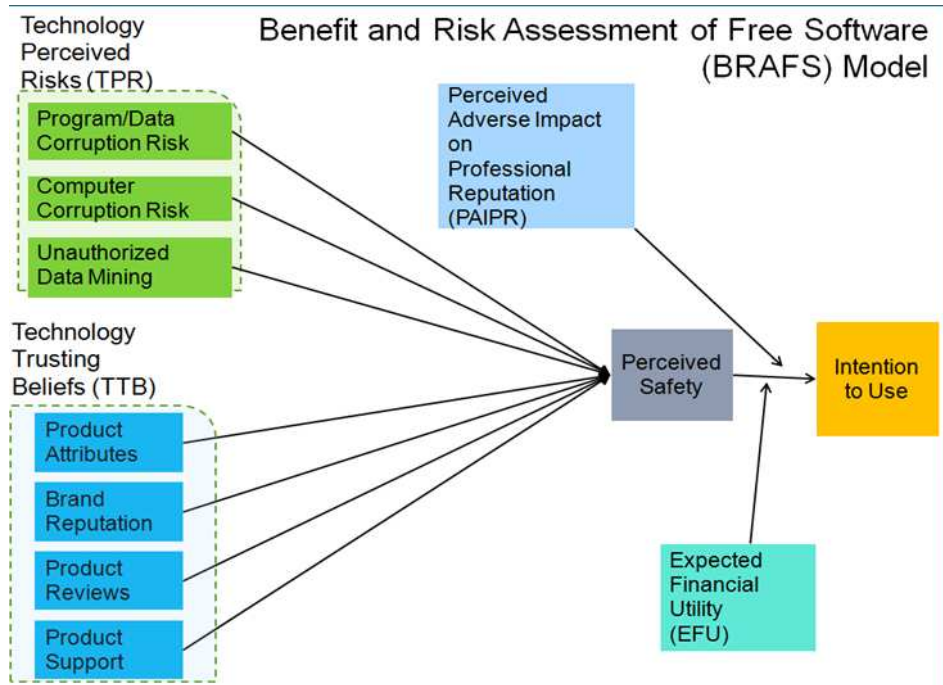 Technology
Perceived
Risks (TPR)
Benefit and Risk Assessment of Free Software
(BRAFS) Model
Program/Data
Corruption Risk
Computer
Corruption Risk
Unauthorized
Data Mining
Perceived
Adverse Impact
on
Professional
Reputation
(PAIPR)
Technology
Trusting
Beliefs (TTB)
Product
Attributes
Brand
Reputation
Product
Reviews
Product
Support
Perceived
Safety
Intention
to Use
Expected
Financial
Utility
(EFU)